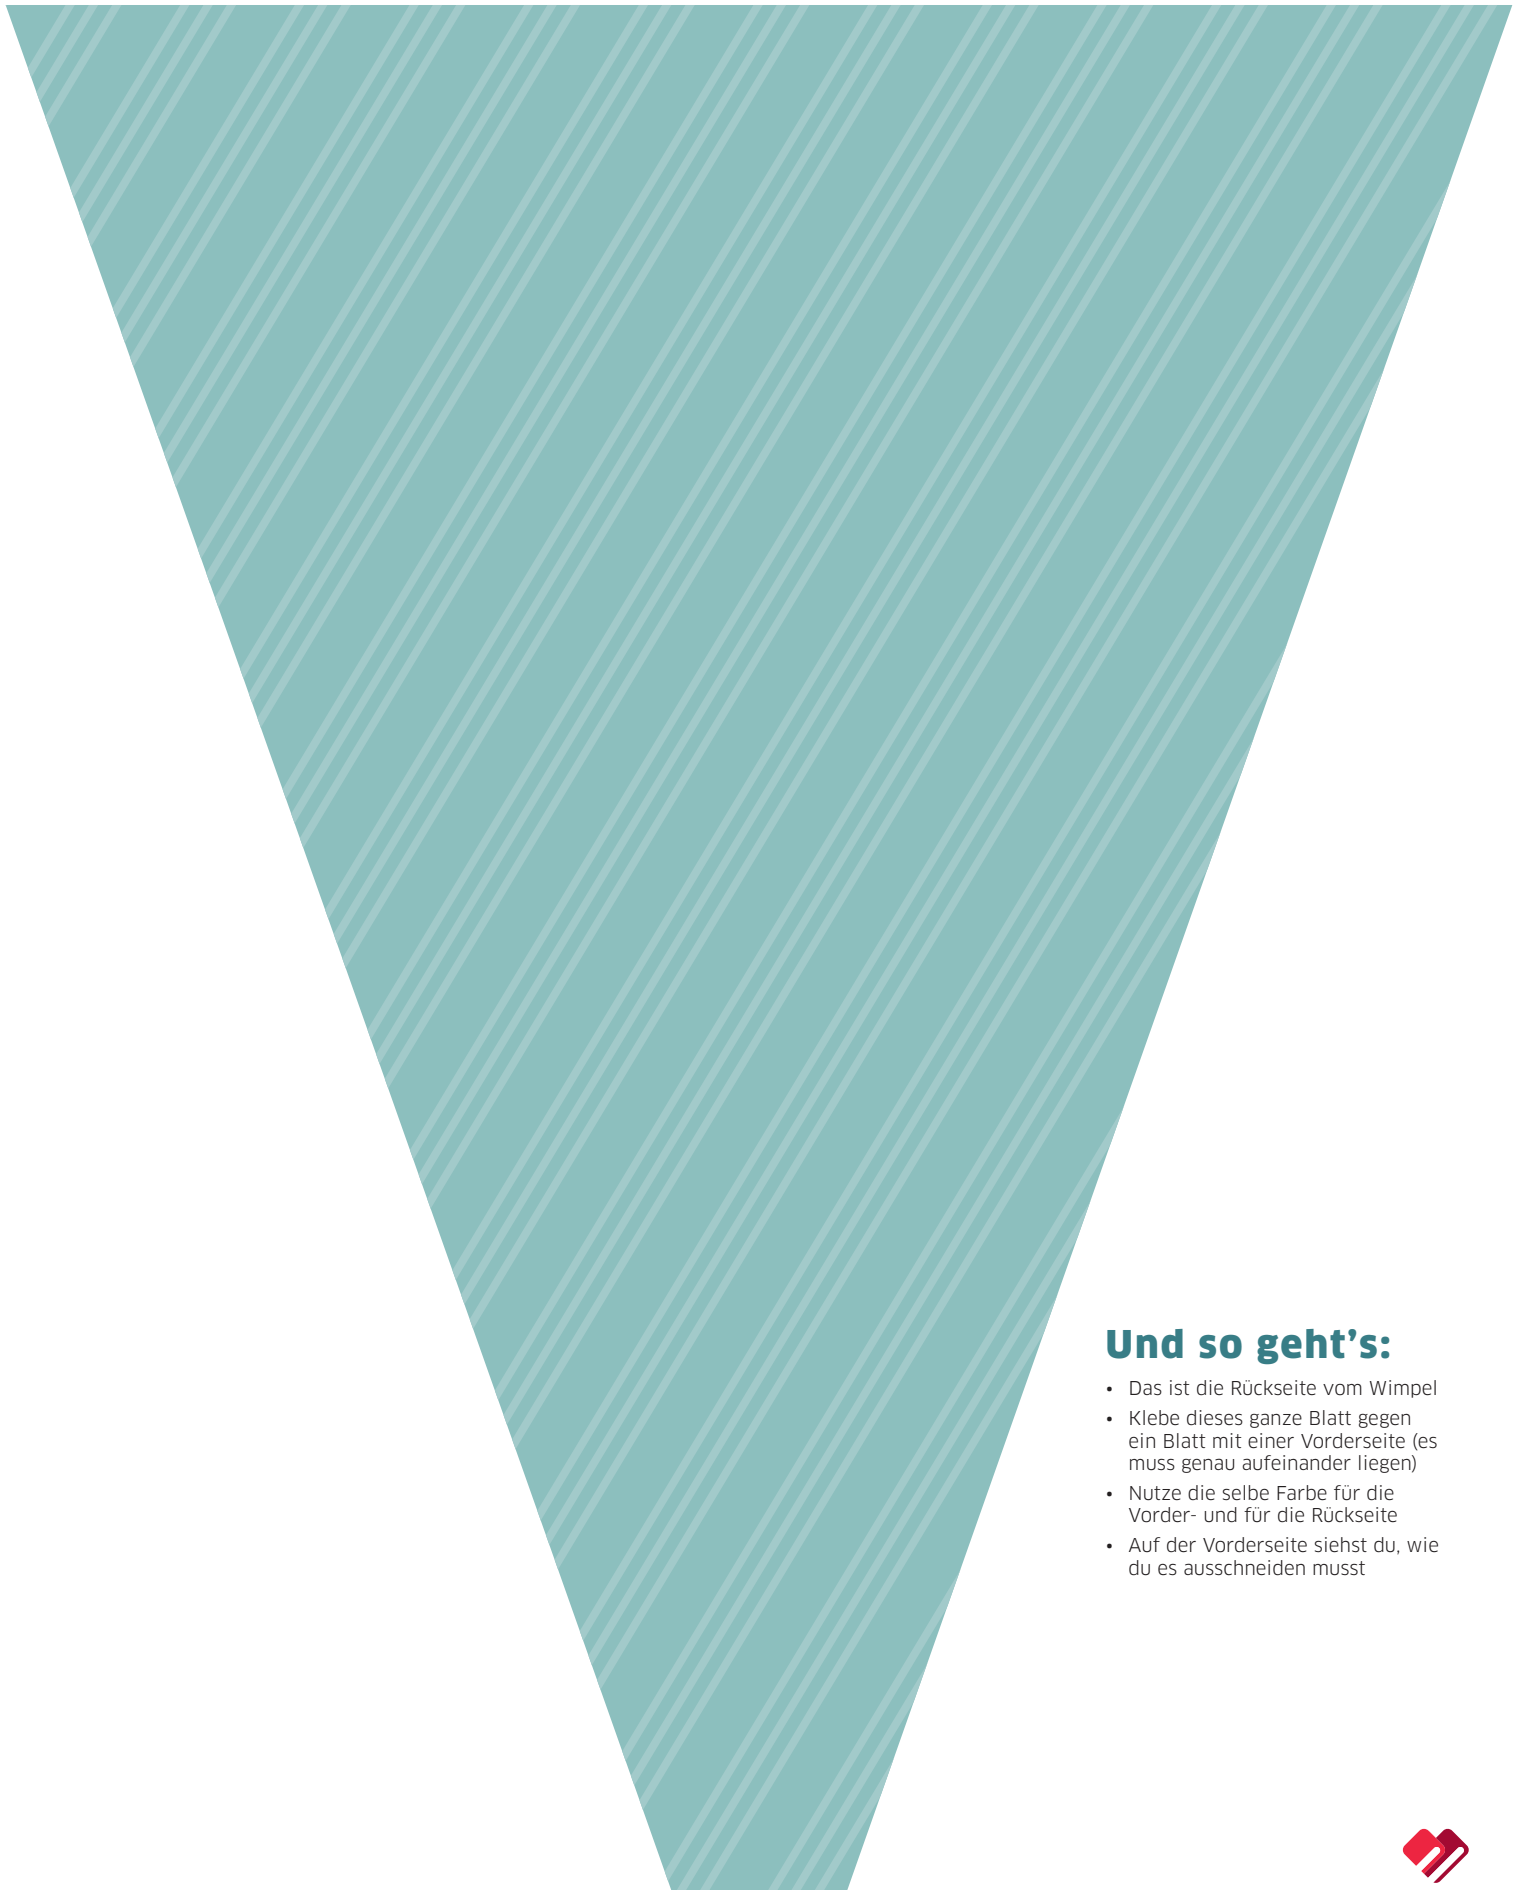 Und so geht’s:
• Das ist die Rückseite vom Wimpel
• Klebe dieses ganze Blatt gegen
ein Blatt mit einer Vorderseite (es
muss genau aufeinander liegen)
• Nutze die selbe Farbe für die
Vorder- und für die Rückseite
• Auf der Vorderseite siehst du, wie
du es ausschneiden musst